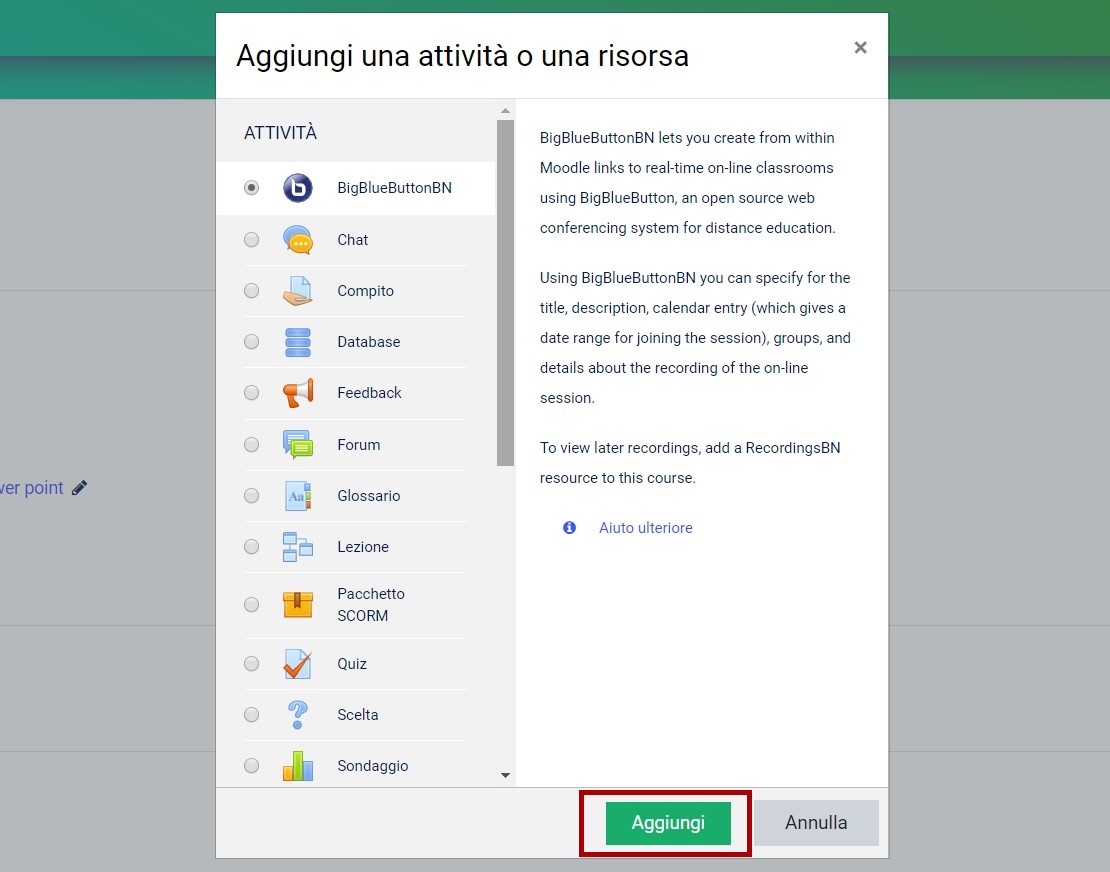 Aggiungi una attività o una risorsa
×
ATTIVITÀ
BigBlueButtonBN
Chat
Compito
Database
Feedback
Forum
Glossario
Lezione
Pacchetto
SCORM
Quiz
Scelta
Sondaggio
BigBlueButtonBN lets you create from within
Moodle links to real-time on-line classrooms
using BigBlueButton, an open source web
conferencing system for distance education.
Using BigBlueButtonBN you can specify for the
title, description, calendar entry (which gives a
date range for joining the session), groups, and
details about the recording of the on-line
session.
To view later recordings, add a RecordingsBN
resource to this course.
Aiuto ulteriore
point
Aggiungi
Annulla